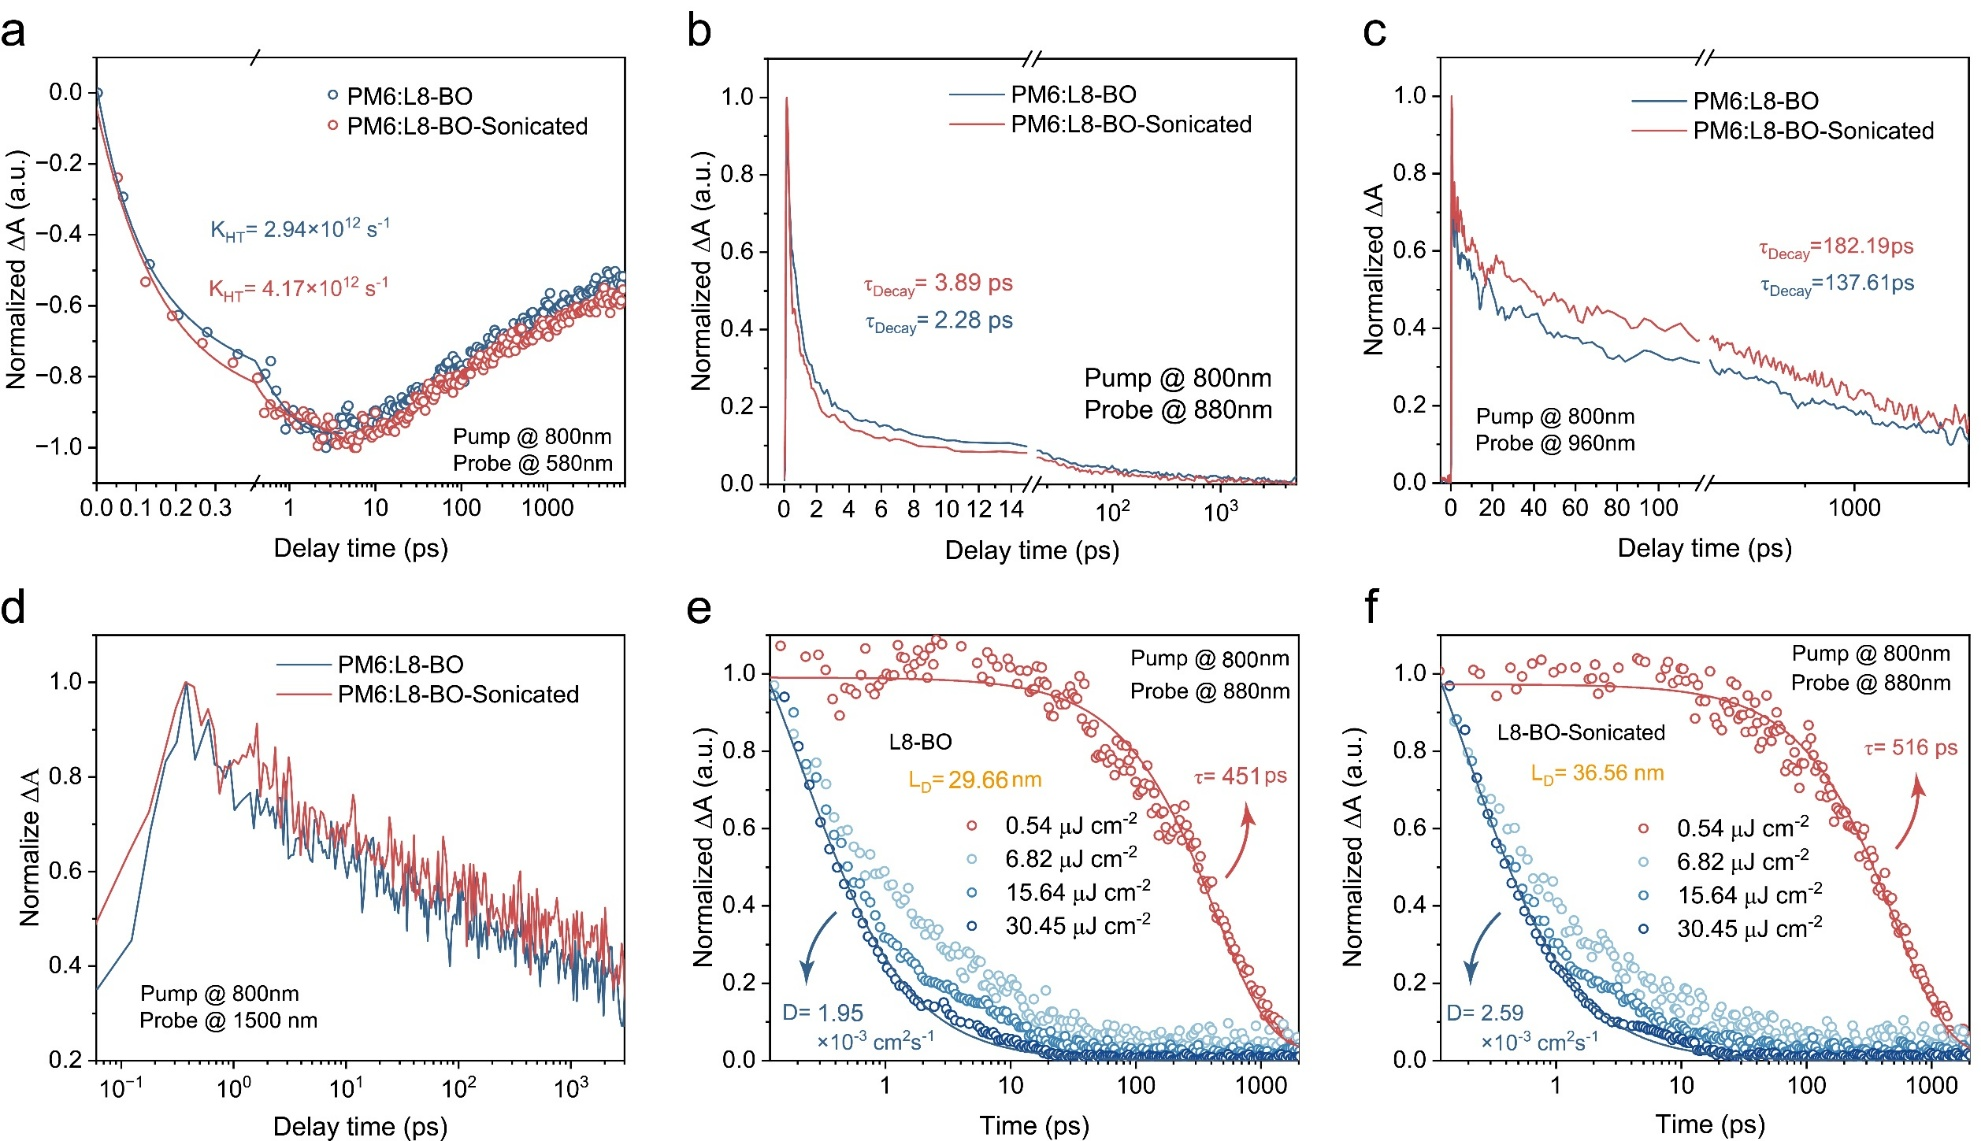 a
PM6:L8-BO
PM6:L8-BO-Sonicated
K_HT= 2.94×10¹² s⁻¹
K_HT= 4.17×10¹² s⁻¹
Pump @ 800nm
Probe @ 580nm
Normalized ΔA (a.u.)
0.0
−0.2
−0.4
−0.6
−0.8
−1.0
0.0 0.1 0.2 0.3 1 10 100 1000
Delay time (ps)
b
PM6:L8-BO
PM6:L8-BO-Sonicated
τ_Decay= 3.89 ps
τ_Decay= 2.28 ps
Pump @ 800nm
Probe @ 880nm
Normalized ΔA (a.u.)
1.0
0.8
0.6
0.4
0.2
0.0
0 2 4 6 8 10 12 14 10² 10³
Delay time (ps)
c
PM6:L8-BO
PM6:L8-BO-Sonicated
τ_Decay=182.19ps
τ_Decay=137.61ps
Pump @ 800nm
Probe @ 960nm
Normalized ΔA
1.0
0.8
0.6
0.4
0.2
0.0
0 20 40 60 80 100 1000
Delay time (ps)
d
PM6:L8-BO
PM6:L8-BO-Sonicated
Pump @ 800nm
Probe @ 1500 nm
Normalize ΔA
1.0
0.8
0.6
0.4
0.2
10⁻¹ 10⁰ 10¹ 10² 10³
Delay time (ps)
e
Pump @ 800nm
Probe @ 880nm
L8-BO
L_D= 29.66 nm
τ= 451 ps
0.54 μJ cm⁻²
6.82 μJ cm⁻²
15.64 μJ cm⁻²
30.45 μJ cm⁻²
D= 1.95
×10⁻³ cm²s⁻¹
Normalized ΔA (a.u.)
1.0
0.8
0.6
0.4
0.2
0.0
1 10 100 1000
Time (ps)
f
Pump @ 800nm
Probe @ 880nm
L8-BO-Sonicated
L_D= 36.56 nm
τ= 516 ps
0.54 μJ cm⁻²
6.82 μJ cm⁻²
15.64 μJ cm⁻²
30.45 μJ cm⁻²
D= 2.59
×10⁻³ cm²s⁻¹
Normalized ΔA (a.u.)
1.0
0.8
0.6
0.4
0.2
0.0
1 10 100 1000
Time (ps)